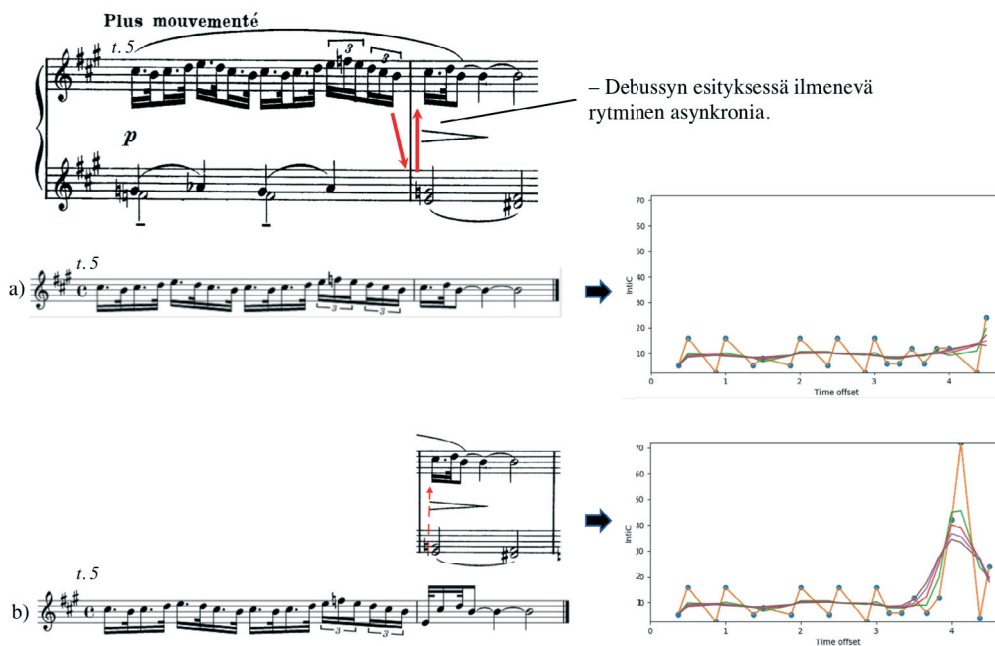 Plus mouvementé
t. 5
3
3
– Debussyn esityksessä ilmenevä
rytminen asynkronia.
p
t. 5
a)
3
3
70
60
50
40
30
20
10
IntiC
0
1
2
3
4
Time offset
t. 5
b)
3
3
70
60
50
40
30
20
10
IntiC
0
1
2
3
4
Time offset